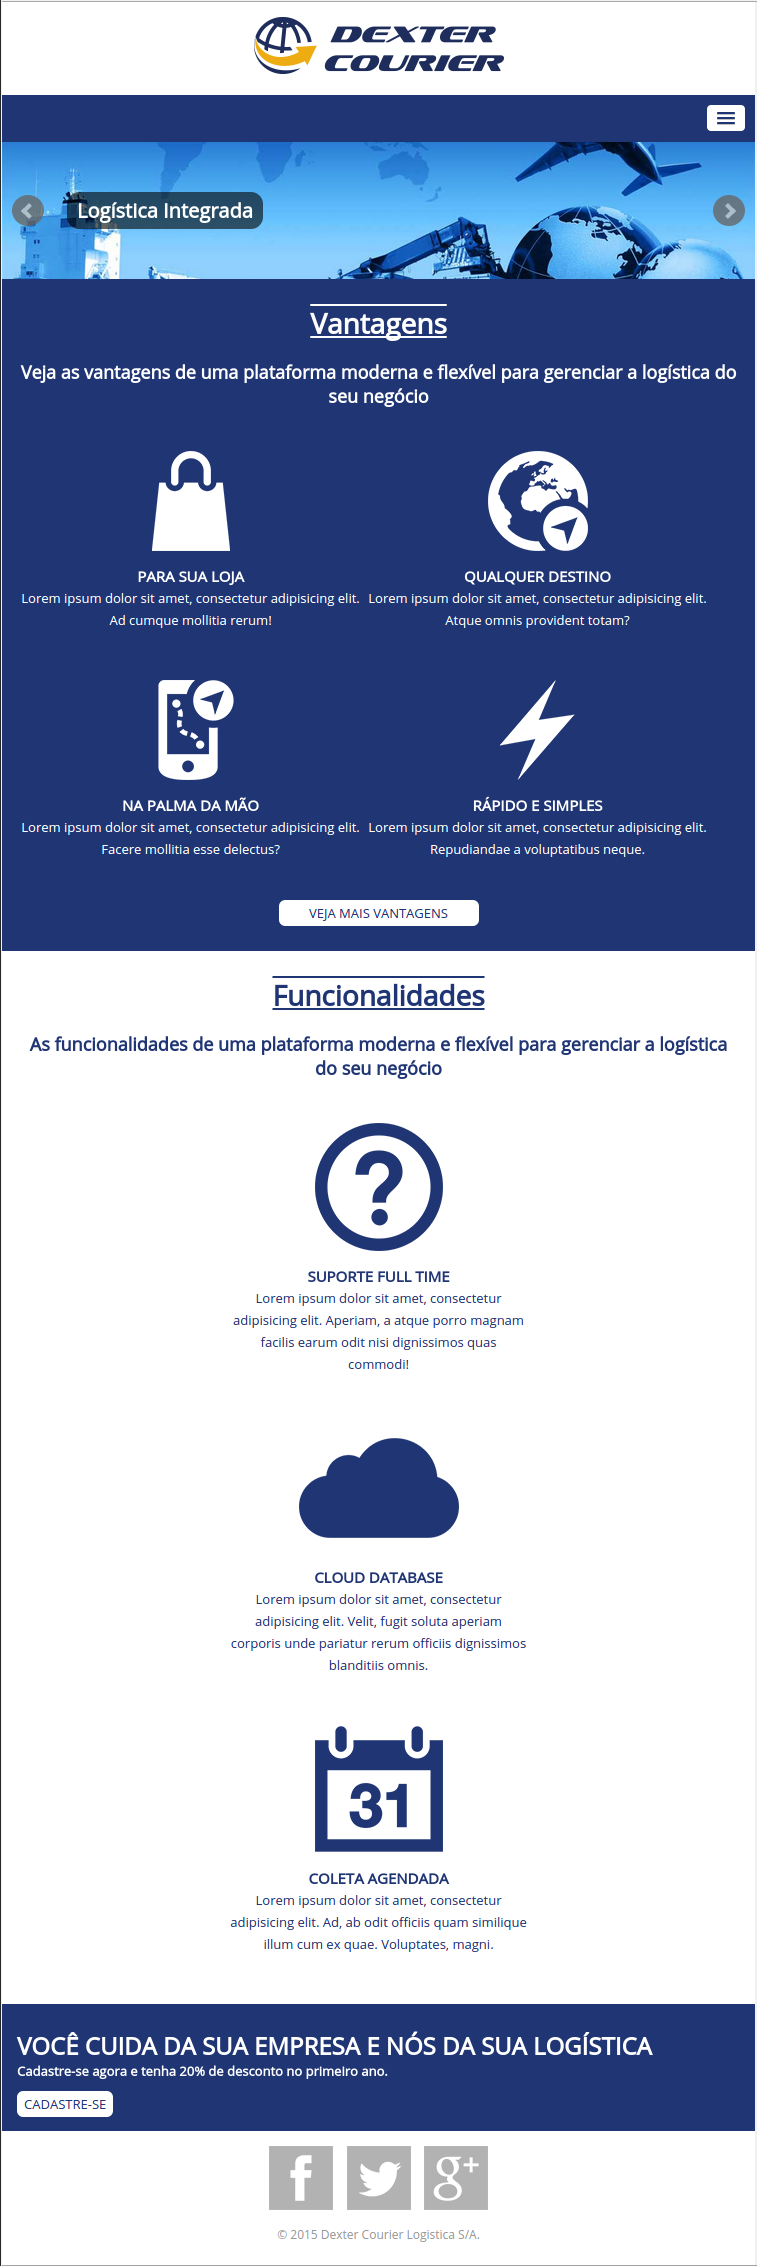 DEXTER
COURIER
Logística Integrada
Vantagens
Veja as vantagens de uma plataforma moderna e flexível para gerenciar a logística do
seu negócio
PARA SUA LOJA
Lorem ipsum dolor sit amet, consectetur adipisicing elit.
Ad cumque mollitia rerum!
QUALQUER DESTINO
Lorem ipsum dolor sit amet, consectetur adipisicing elit.
Atque omnis provident totam?
NA PALMA DA MÃO
Lorem ipsum dolor sit amet, consectetur adipisicing elit.
Facere mollitia esse delectus?
RÁPIDO E SIMPLES
Lorem ipsum dolor sit amet, consectetur adipisicing elit.
Repudiandae a voluptatibus neque.
VEJA MAIS VANTAGENS
Funcionalidades
As funcionalidades de uma plataforma moderna e flexível para gerenciar a logística
do seu negócio
?
SUPORTE FULL TIME
Lorem ipsum dolor sit amet, consectetur
adipisicing elit. Aperiam, a atque porro magnam
facilis earum odit nisi dignissimos quas
commodi!
CLOUD DATABASE
Lorem ipsum dolor sit amet, consectetur
adipisicing elit. Velit, fugit soluta aperiam
corporis unde pariatur rerum officiis dignissimos
blanditiis omnis.
31
COLETA AGENDADA
Lorem ipsum dolor sit amet, consectetur
adipisicing elit. Ad, ab odit officiis quam similique
illum cum ex quae. Voluptates, magni.
VOCÊ CUIDA DA SUA EMPRESA E NÓS DA SUA LOGÍSTICA
Cadastre-se agora e tenha 20% de desconto no primeiro ano.
CADASTRE-SE
f g+
© 2015 Dexter Courier Logistica S/A.